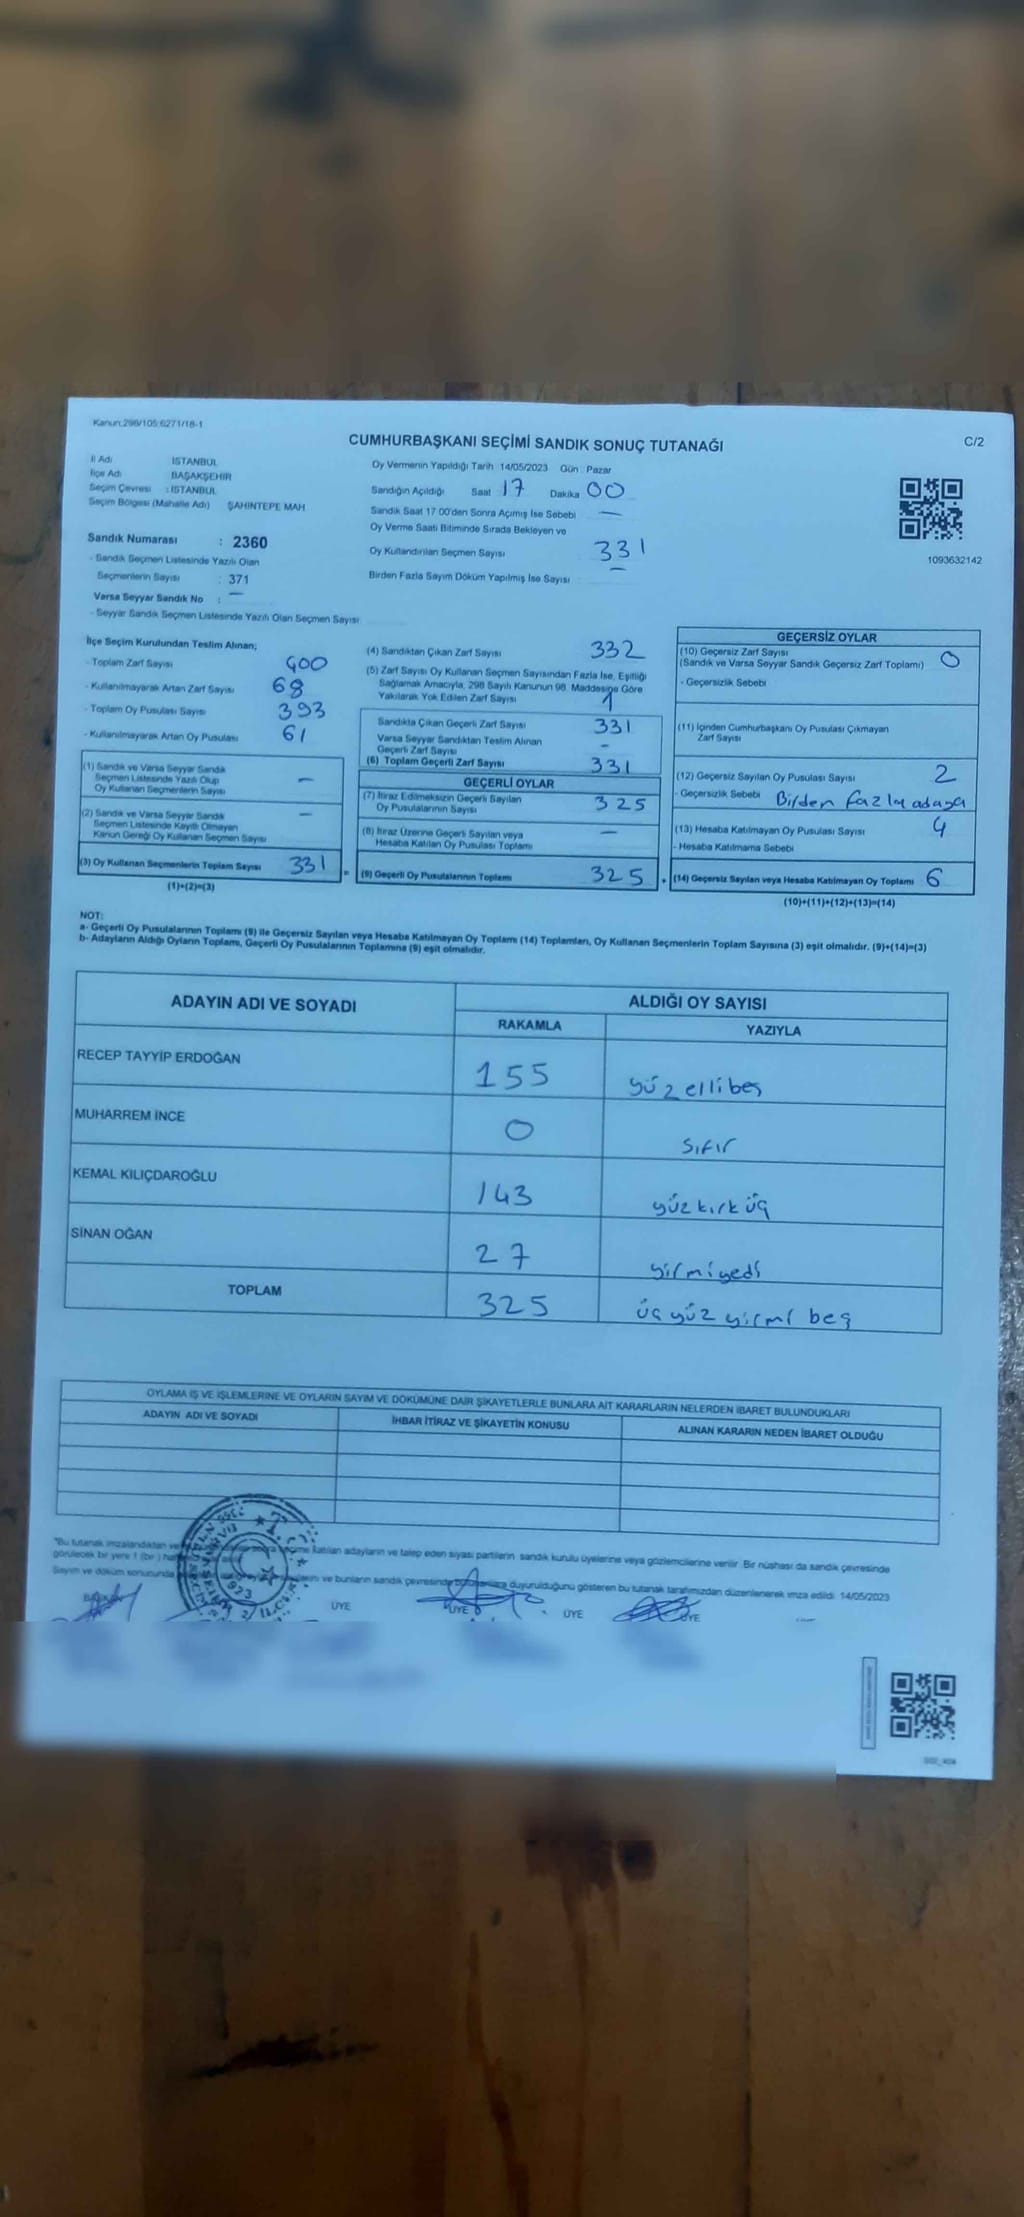 Kanun:298/105:6271/18-1
CUMHURBAŞKANI SEÇİMİ SANDIK SONUÇ TUTANAĞI
C/2
İl Adı İSTANBUL
İlçe Adı BAŞAKŞEHİR
Seçim Çevresi : İSTANBUL
Seçim Bölgesi (Mahalle Adı) ŞAHİNTEPE MAH
Sandık Numarası : 2360
- Sandık Seçmen Listesinde Yazılı Olan
Seçmenlerin Sayısı : 371
Varsa Seyyar Sandık No : —
- Seyyar Sandık Seçmen Listesinde Yazılı Olan Seçmen Sayısı
Oy Vermenin Yapıldığı Tarih 14/05/2023 Gün : Pazar
Sandığın Açıldığı Saat 17 Dakika 00
Sandık Saat 17:00'den Sonra Açımış İse Sebebi —
Oy Verme Saati Bitiminde Sırada Bekleyen ve
Oy Kullandırılan Seçmen Sayısı 331
Birden Fazla Sayım Döküm Yapılmış İse Sayısı : —
1093632142
İlçe Seçim Kurulundan Teslim Alınan;
- Toplam Zarf Sayısı 400
- Kullanılmayarak Artan Zarf Sayısı 68
- Toplam Oy Pusulası Sayısı 393
- Kullanılmayarak Artan Oy Pusulası 61
(1) Sandık ve Varsa Seyyar Sandık
Seçmen Listesinde Yazılı Olup
Oy Kullanan Seçmenlerin Sayısı —
(2) Sandık ve Varsa Seyyar Sandık
Seçmen Listesinde Kayıtlı Olmayan
Kanun Gereği Oy Kullanan Seçmen Sayısı —
(3) Oy Kullanan Seçmenlerin Toplam Sayısı 331
(1)+(2)=(3)
(4) Sandıktan Çıkan Zarf Sayısı 332
(5) Zarf Sayısı Oy Kullanan Seçmen Sayısından Fazla İse, Eşitliği
Sağlamak Amacıyla, 298 Sayılı Kanunun 98. Maddesine Göre
Yakılarak Yok Edilen Zarf Sayısı 1
Sandıkta Çıkan Geçerli Zarf Sayısı 331
Varsa Seyyar Sandıktan Teslim Alınan
Geçerli Zarf Sayısı -
(6) Toplam Geçerli Zarf Sayısı 331
GEÇERLİ OYLAR
(7) İtiraz Edilmeksizin Geçerli Sayılan
Oy Pusulalarının Sayısı 325
(8) İtiraz Üzerine Geçerli Sayılan veya
Hesaba Katılan Oy Pusulası Toplamı —
= (9) Geçerli Oy Pusulalarının Toplamı 325
GEÇERSİZ OYLAR
(10) Geçersiz Zarf Sayısı
(Sandık ve Varsa Seyyar Sandık Geçersiz Zarf Toplamı) 0
- Geçersizlik Sebebi
(11) İçinden Cumhurbaşkanı Oy Pusulası Çıkmayan
Zarf Sayısı
(12) Geçersiz Sayılan Oy Pusulası Sayısı 2
- Geçersizlik Sebebi Birden fazla adaya
(13) Hesaba Katılmayan Oy Pusulası Sayısı 4
- Hesaba Katılmama Sebebi
+ (14) Geçersiz Sayılan veya Hesaba Katılmayan Oy Toplamı 6
(10)+(11)+(12)+(13)=(14)
NOT:
a- Geçerli Oy Pusulalarının Toplamı (9) ile Geçersiz Sayılan veya Hesaba Katılmayan Oy Toplamı (14) Toplamları, Oy Kullanan Seçmenlerin Toplam Sayısına (3) eşit olmalıdır. (9)+(14)=(3)
b- Adayların Aldığı Oyların Toplamı, Geçerli Oy Pusulalarının Toplamına (9) eşit olmalıdır.
ADAYIN ADI VE SOYADI ALDIĞI OY SAYISI
RAKAMLA YAZIYLA
RECEP TAYYİP ERDOĞAN 155 yüz elli beş
MUHARREM İNCE 0 sıfır
KEMAL KILIÇDAROĞLU 143 yüz kırk üç
SİNAN OĞAN 27 yirmiyedi
TOPLAM 325 üç yüz yirmi beş
OYLAMA İŞ VE İŞLEMLERİNE VE OYLARIN SAYIM VE DÖKÜMÜNE DAİR ŞİKAYETLERLE BUNLARA AİT KARARLARIN NELERDEN İBARET BULUNDUKLARI
ADAYIN ADI VE SOYADI İHBAR İTİRAZ VE ŞİKAYETİN KONUSU ALINAN KARARIN NEDEN İBARET OLDUĞU
*Bu tutanak imzalandıktan ve katılan adayların ve talep eden siyasi partilerin sandık kurulu üyelerine veya gözlemcilerine verilir. Bir nüshası da sandık çevresinde
görülecek bir yere 1 (bir)
Sayım ve döküm sonucunda ve bunların sandık çevresinde duyurulduğunu gösteren bu tutanak tarafımızdan düzenlenerek imza edildi. 14/05/2023
BAŞKAN ÜYE ÜYE ÜYE ÜYE
1923